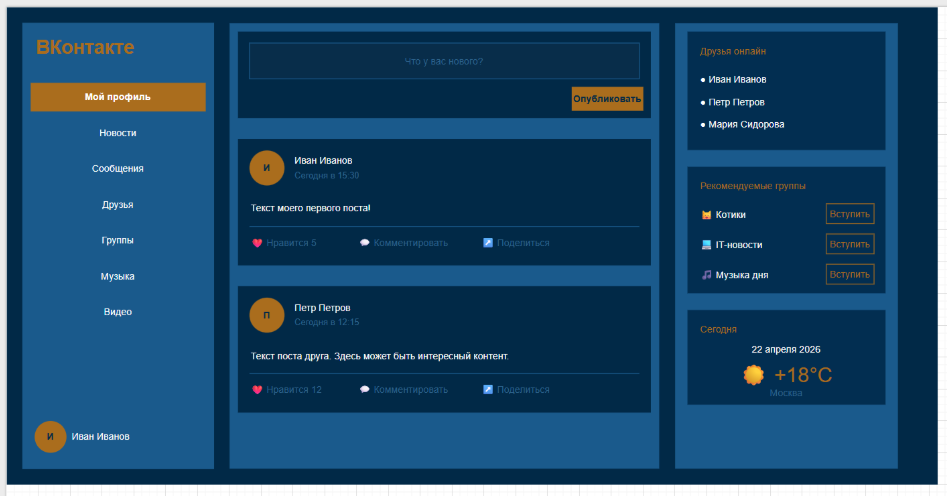 ВКонтакте
Мой профиль
Новости
Сообщения
Друзья
Группы
Музыка
Видео
И Иван Иванов
Что у вас нового?
Опубликовать
И
Иван Иванов
Сегодня в 15:30
Текст моего первого поста!
Нравится 5 Комментировать Поделиться
П
Петр Петров
Сегодня в 12:15
Текст поста друга. Здесь может быть интересный контент.
Нравится 12 Комментировать Поделиться
Друзья онлайн
● Иван Иванов
● Петр Петров
● Мария Сидорова
Рекомендуемые группы
Котики Вступить
IT-новости Вступить
Музыка дня Вступить
Сегодня
22 апреля 2026
+18°C
Москва